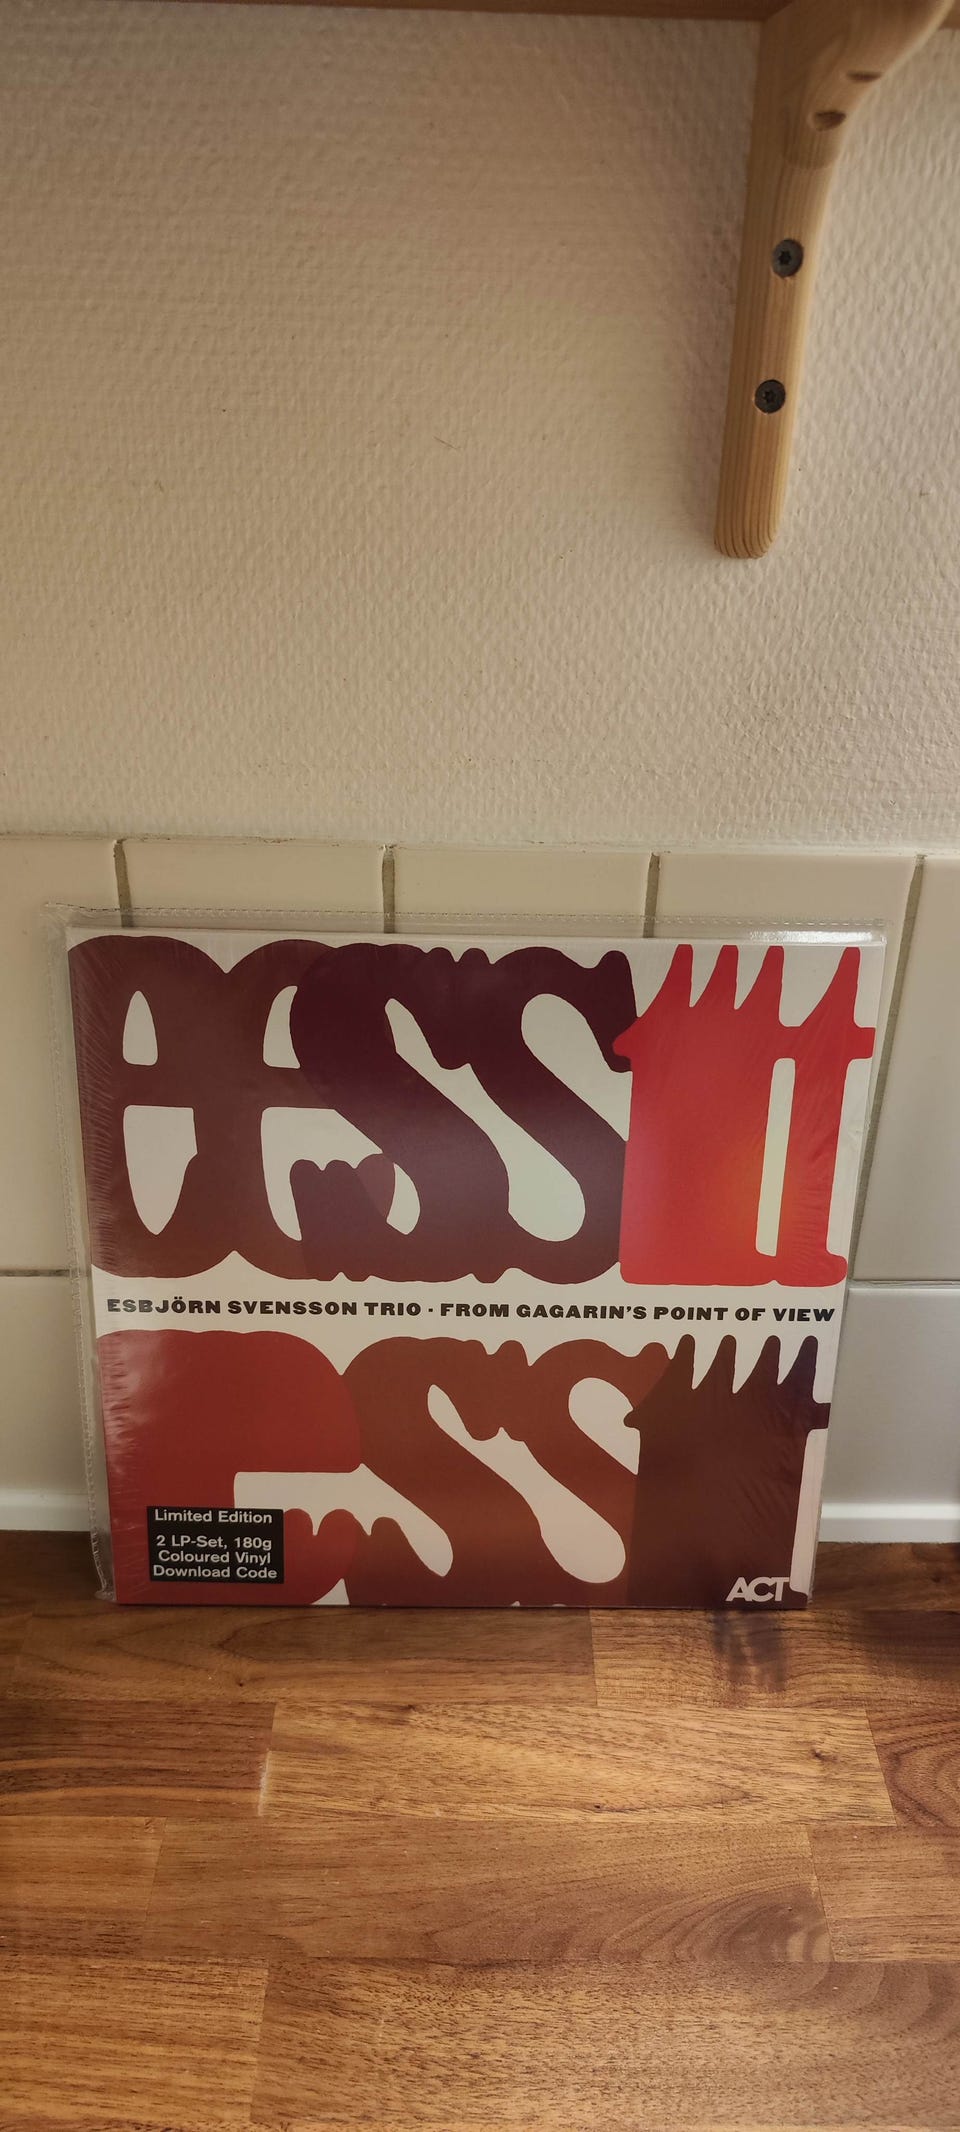 esst
ESBJÖRN SVENSSON TRIO · FROM GAGARIN'S POINT OF VIEW
Limited Edition
2 LP-Set, 180g
Coloured Vinyl
Download Code
ACT